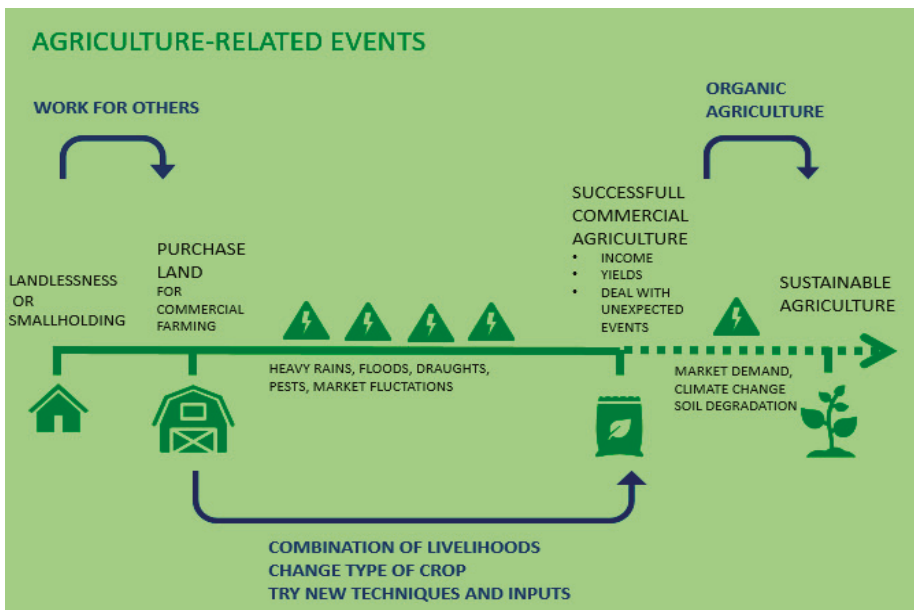 AGRICULTURE-RELATED EVENTS
WORK FOR OTHERS
ORGANIC
AGRICULTURE
LANDLESSNESS
OR
SMALLHOLDING
PURCHASE
LAND
FOR
COMMERCIAL
FARMING
SUCCESSFULL
COMMERCIAL
AGRICULTURE
• INCOME
• YIELDS
• DEAL WITH
UNEXPECTED
EVENTS
SUSTAINABLE
AGRICULTURE
HEAVY RAINS, FLOODS, DRAUGHTS,
PESTS, MARKET FLUCTATIONS
MARKET DEMAND,
CLIMATE CHANGE
SOIL DEGRADATION
COMBINATION OF LIVELIHOODS
CHANGE TYPE OF CROP
TRY NEW TECHNIQUES AND INPUTS